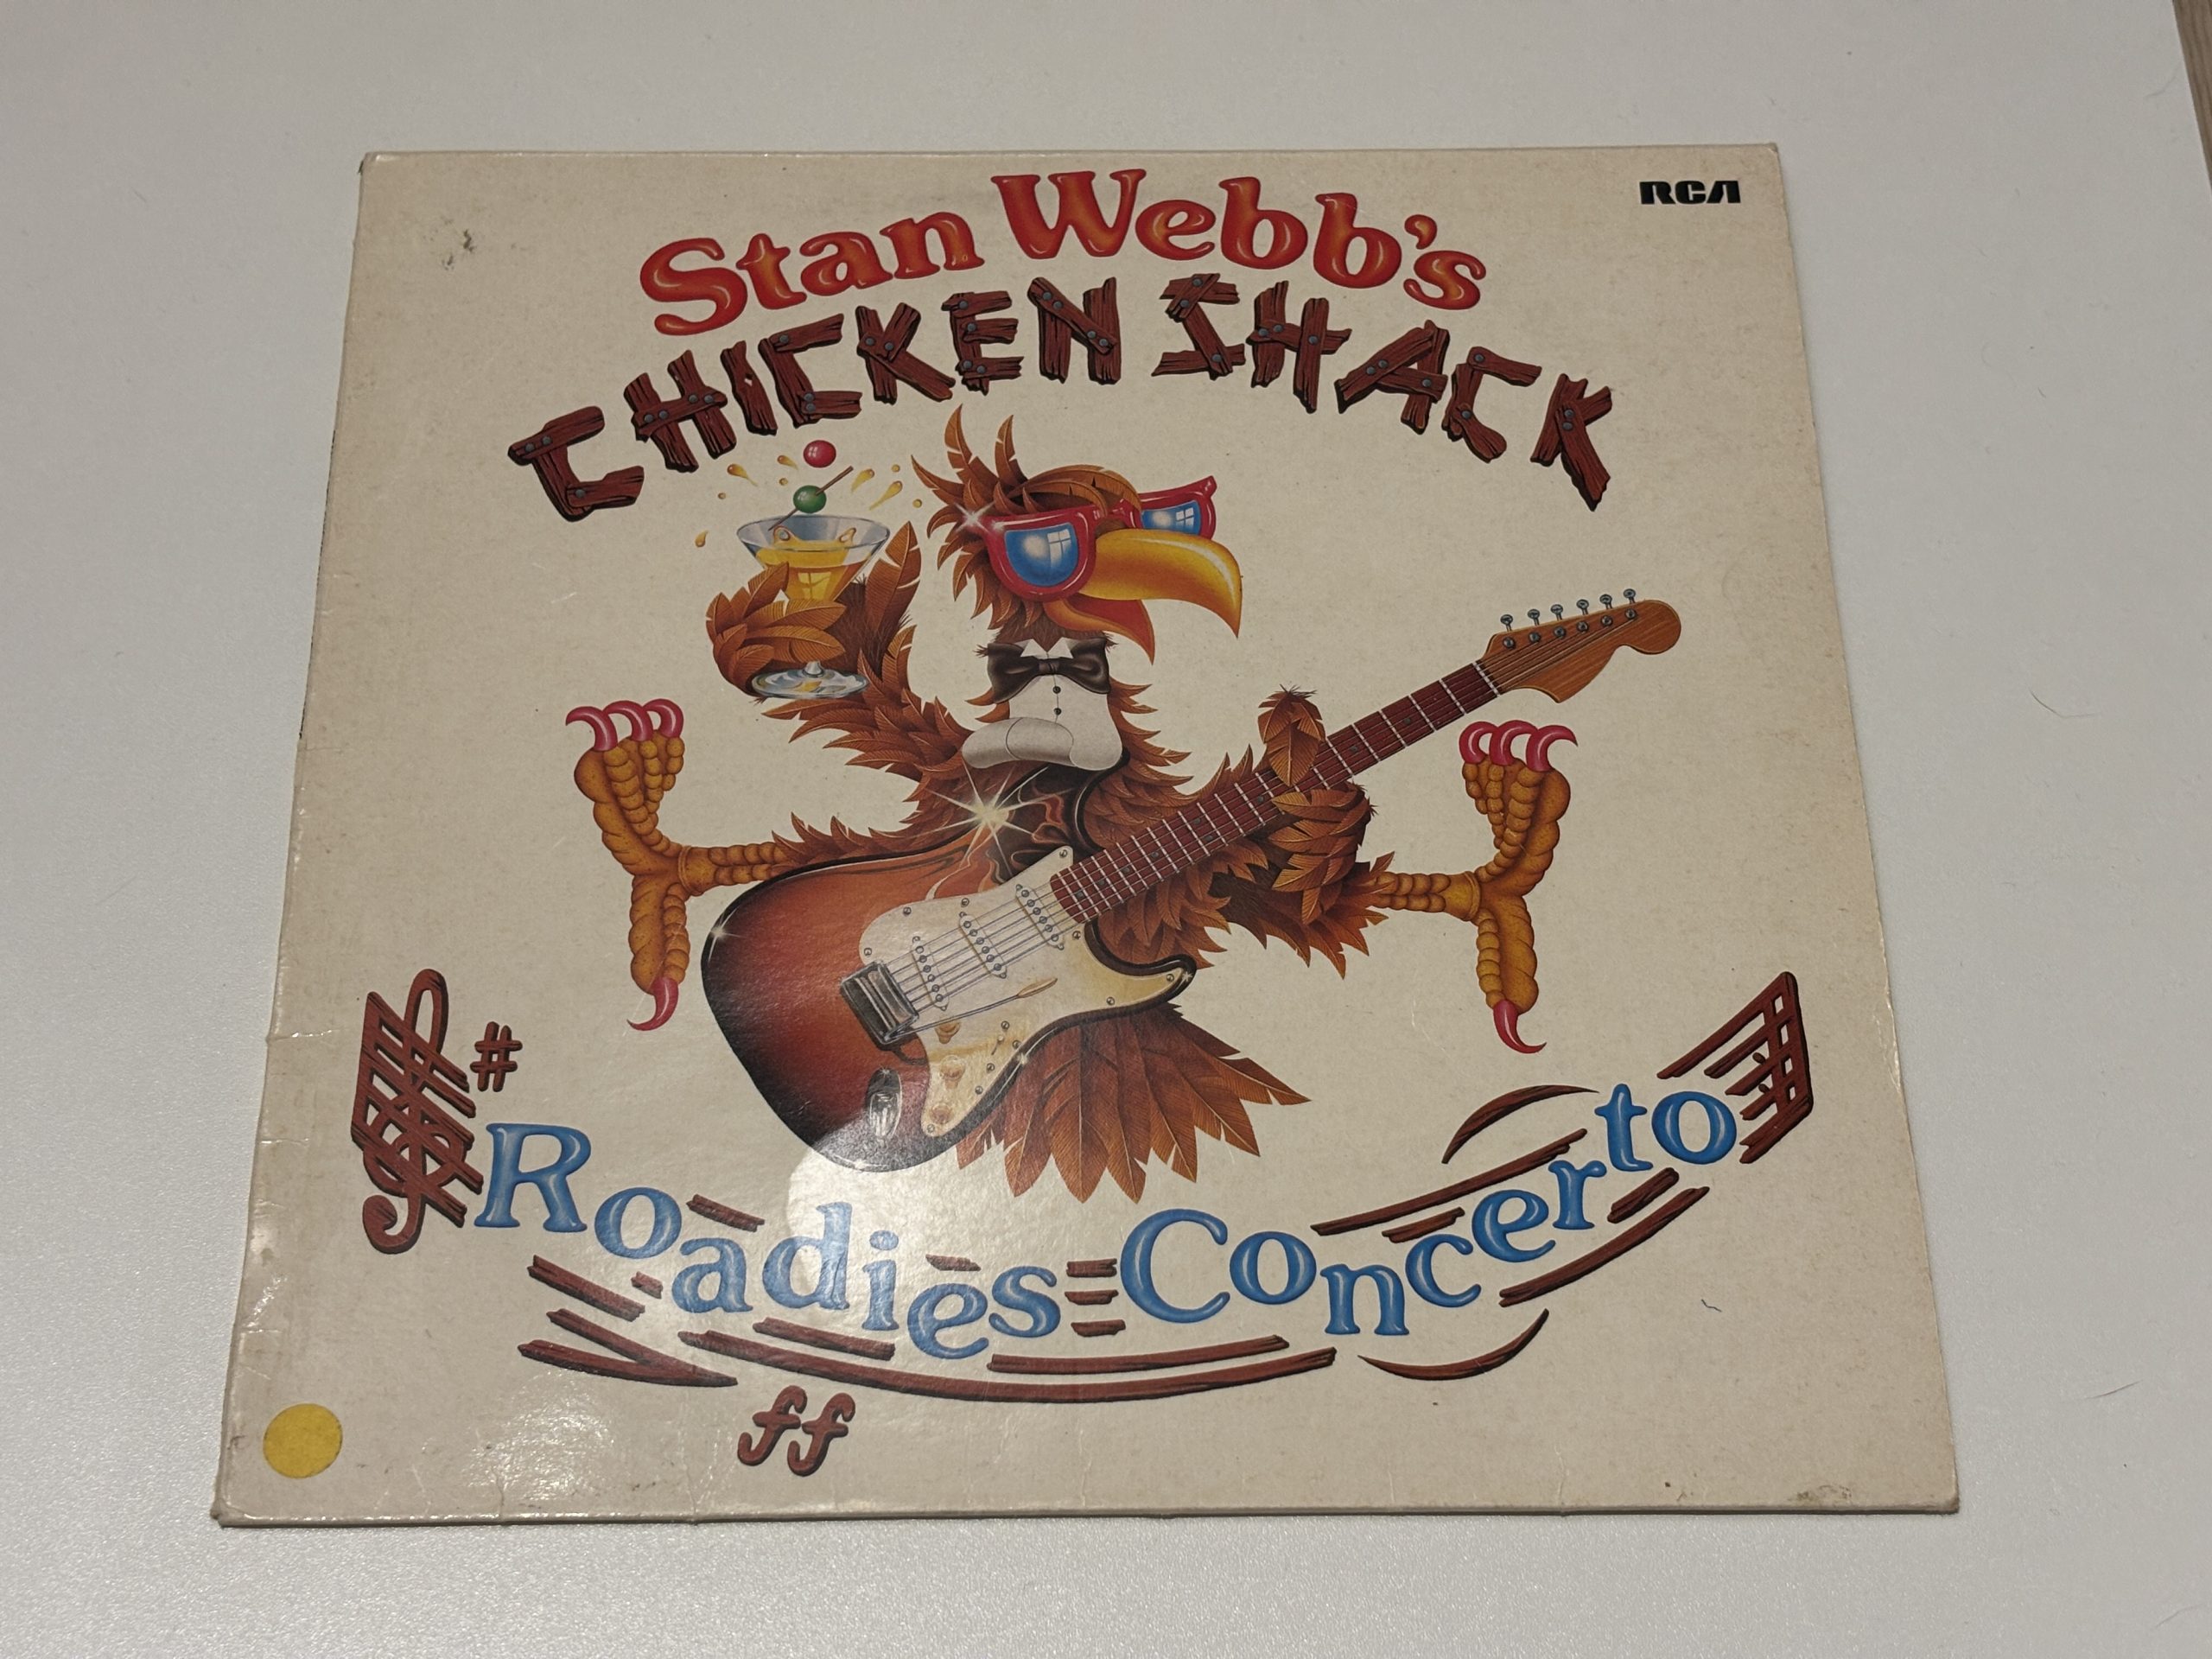 RCA
Stan Webb's
CHICKEN SHACK
#
Roadies Concerto
ff